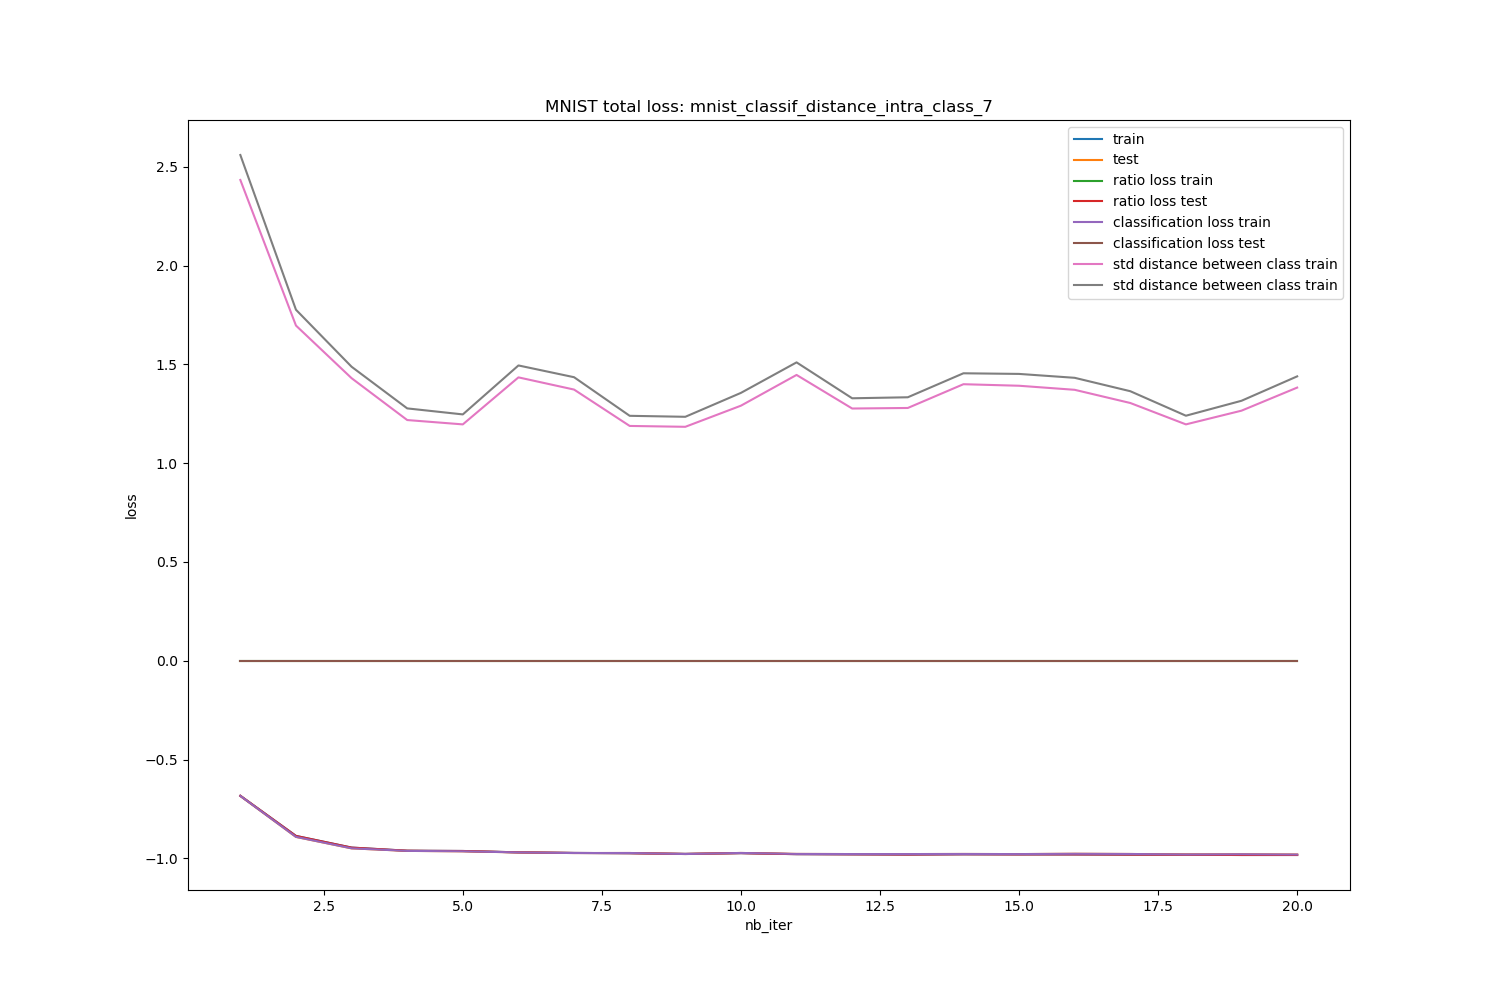 MNIST total loss: mnist_classif_distance_intra_class_7
train
test
ratio loss train
ratio loss test
classification loss train
classification loss test
std distance between class train
std distance between class train
2.5
2.0
1.5
1.0
0.5
0.0
−0.5
−1.0
loss
2.5 5.0 7.5 10.0 12.5 15.0 17.5 20.0
nb_iter